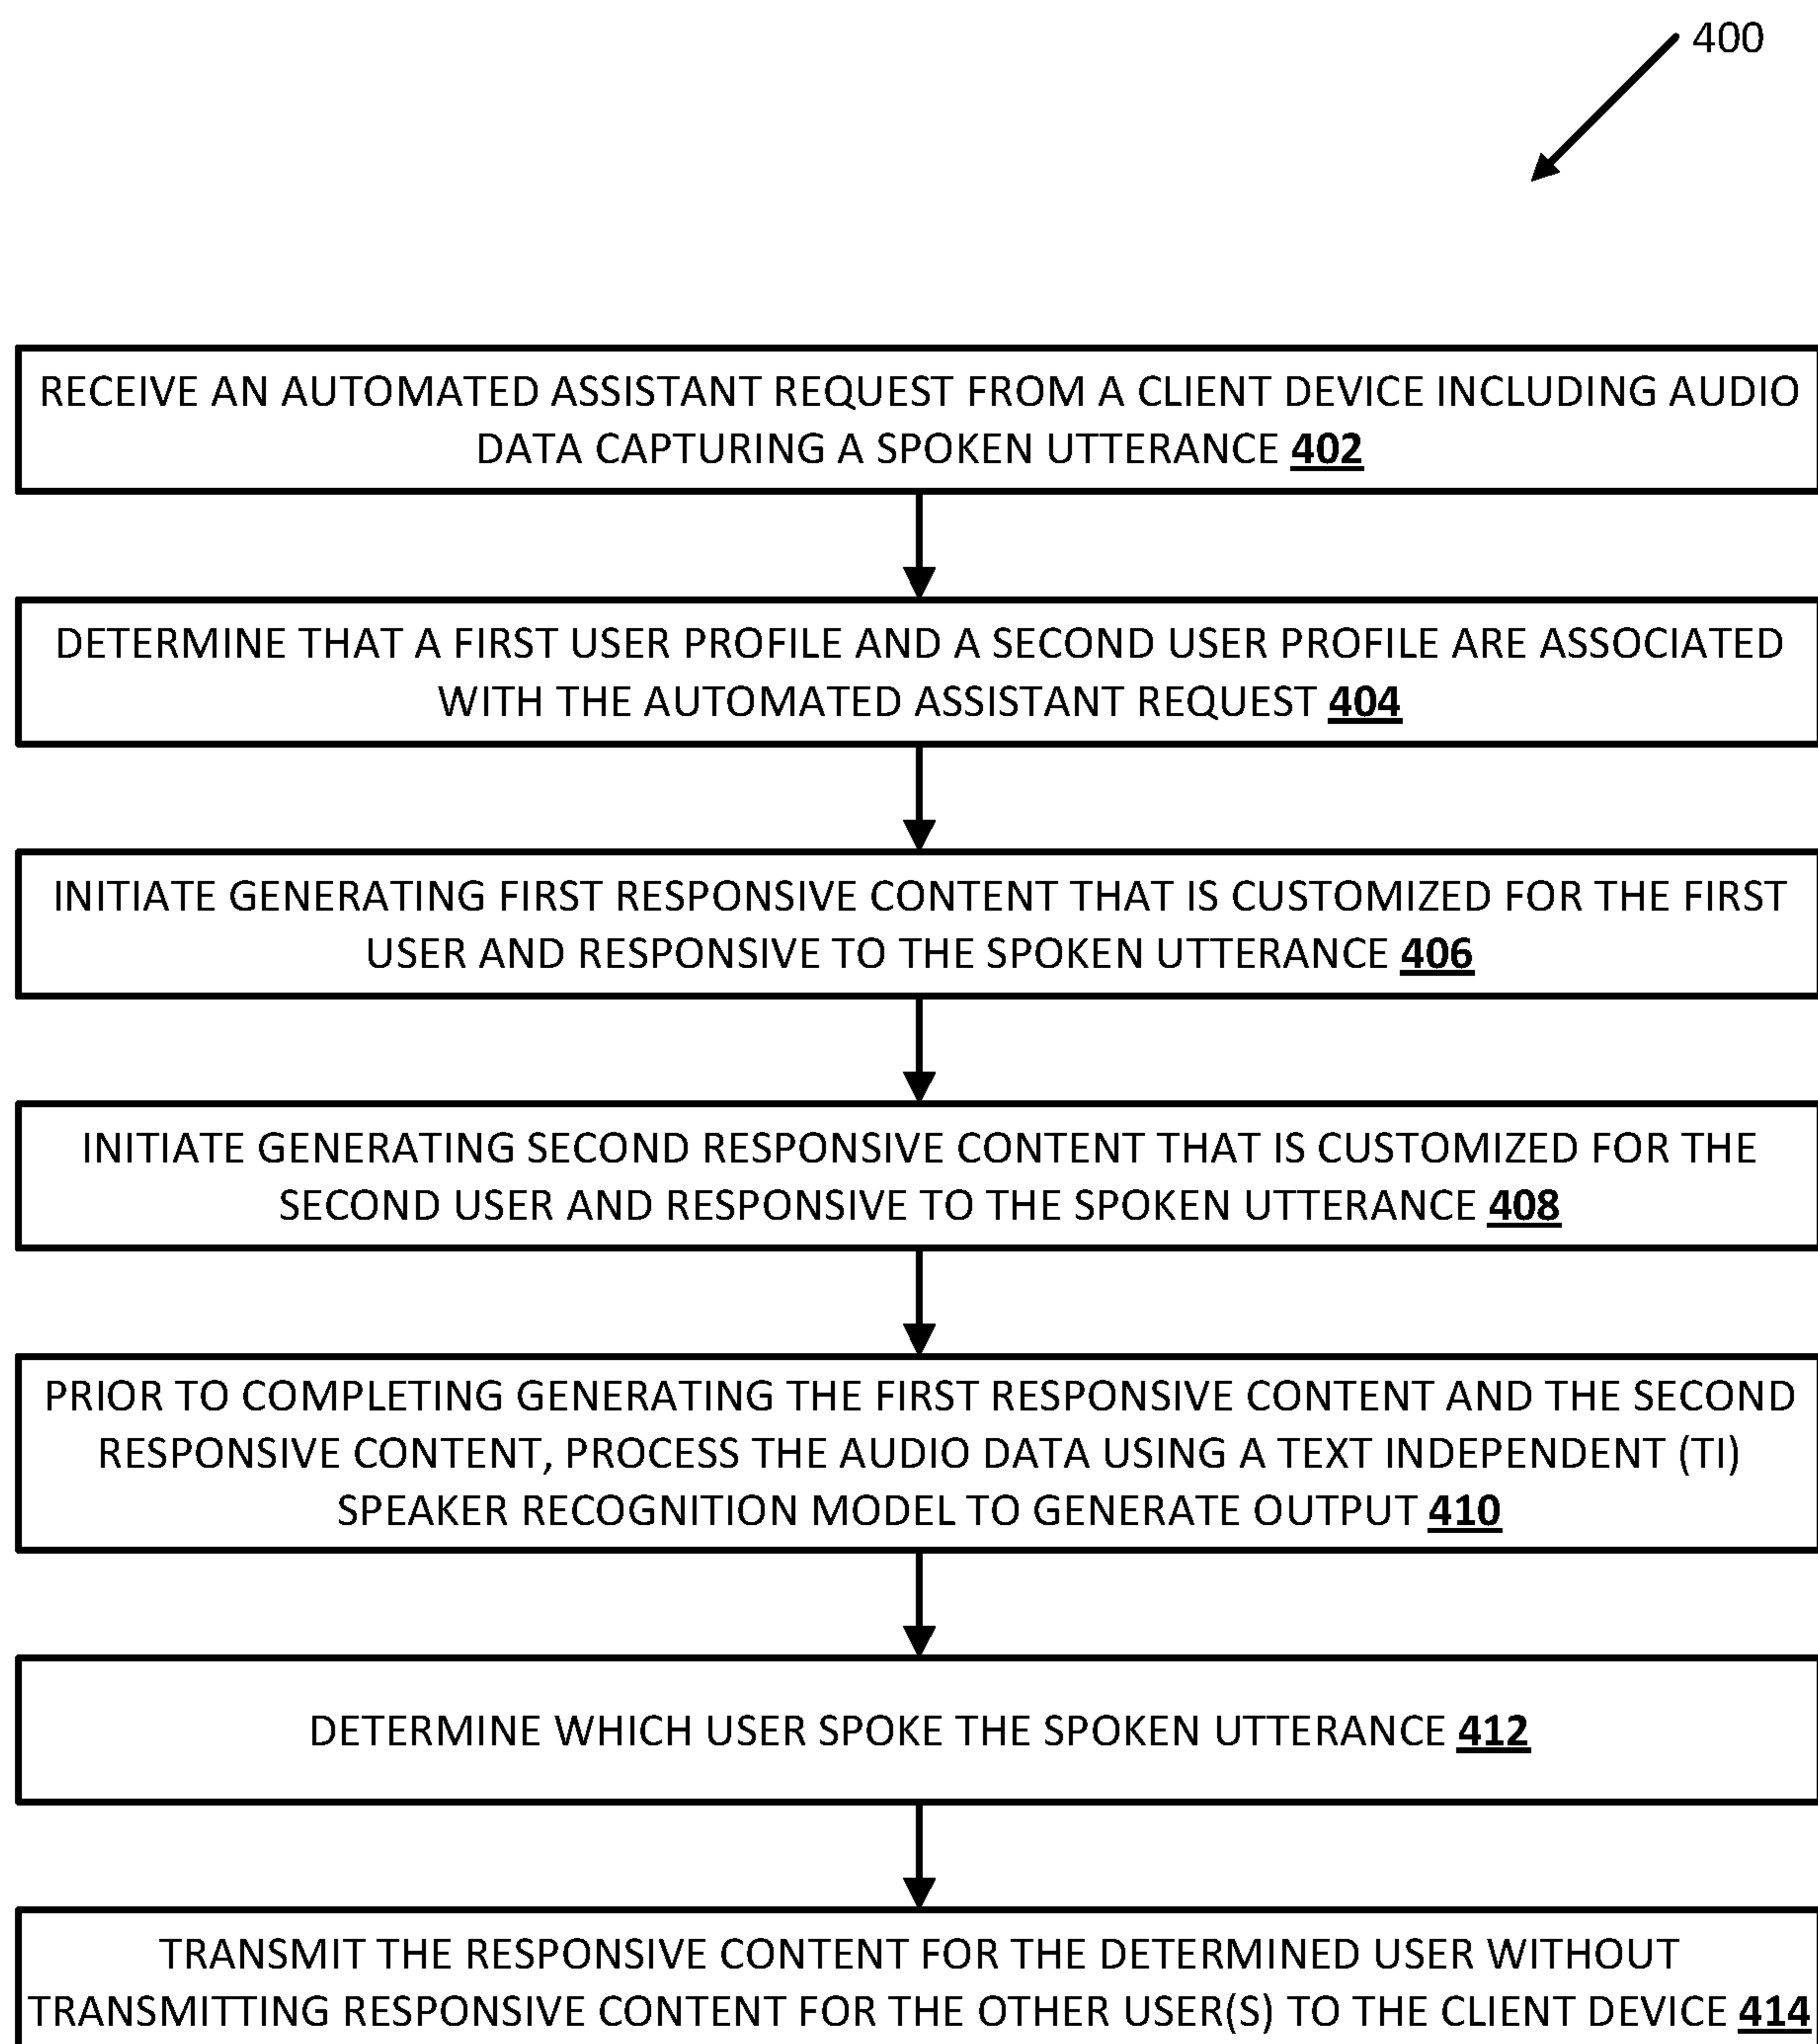 400
RECEIVE AN AUTOMATED ASSISTANT REQUEST FROM A CLIENT DEVICE INCLUDING AUDIO
DATA CAPTURING A SPOKEN UTTERANCE 402
DETERMINE THAT A FIRST USER PROFILE AND A SECOND USER PROFILE ARE ASSOCIATED
WITH THE AUTOMATED ASSISTANT REQUEST 404
INITIATE GENERATING FIRST RESPONSIVE CONTENT THAT IS CUSTOMIZED FOR THE FIRST
USER AND RESPONSIVE TO THE SPOKEN UTTERANCE 406
INITIATE GENERATING SECOND RESPONSIVE CONTENT THAT IS CUSTOMIZED FOR THE
SECOND USER AND RESPONSIVE TO THE SPOKEN UTTERANCE 408
PRIOR TO COMPLETING GENERATING THE FIRST RESPONSIVE CONTENT AND THE SECOND
RESPONSIVE CONTENT, PROCESS THE AUDIO DATA USING A TEXT INDEPENDENT (TI)
SPEAKER RECOGNITION MODEL TO GENERATE OUTPUT 410
DETERMINE WHICH USER SPOKE THE SPOKEN UTTERANCE 412
TRANSMIT THE RESPONSIVE CONTENT FOR THE DETERMINED USER WITHOUT
TRANSMITTING RESPONSIVE CONTENT FOR THE OTHER USER(S) TO THE CLIENT DEVICE 414